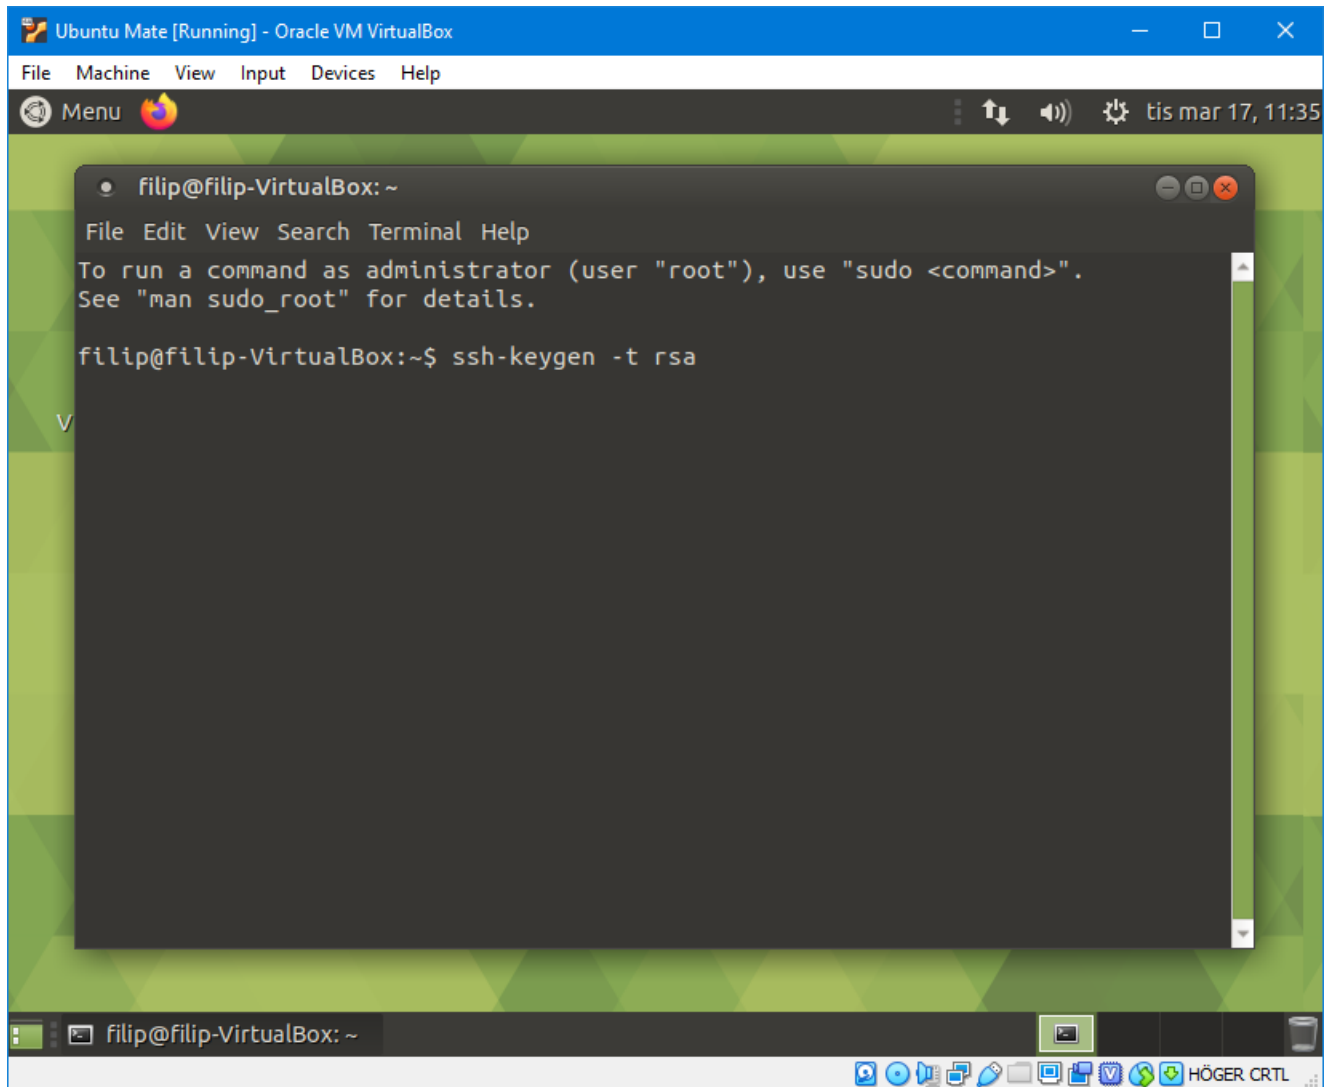 Ubuntu Mate [Running] - Oracle VM VirtualBox
File Machine View Input Devices Help
Menu tis mar 17, 11:35
filip@filip-VirtualBox: ~
File Edit View Search Terminal Help
To run a command as administrator (user "root"), use "sudo <command>".
See "man sudo_root" for details.
filip@filip-VirtualBox:~$ ssh-keygen -t rsa
V
filip@filip-VirtualBox: ~
HÖGER CRTL